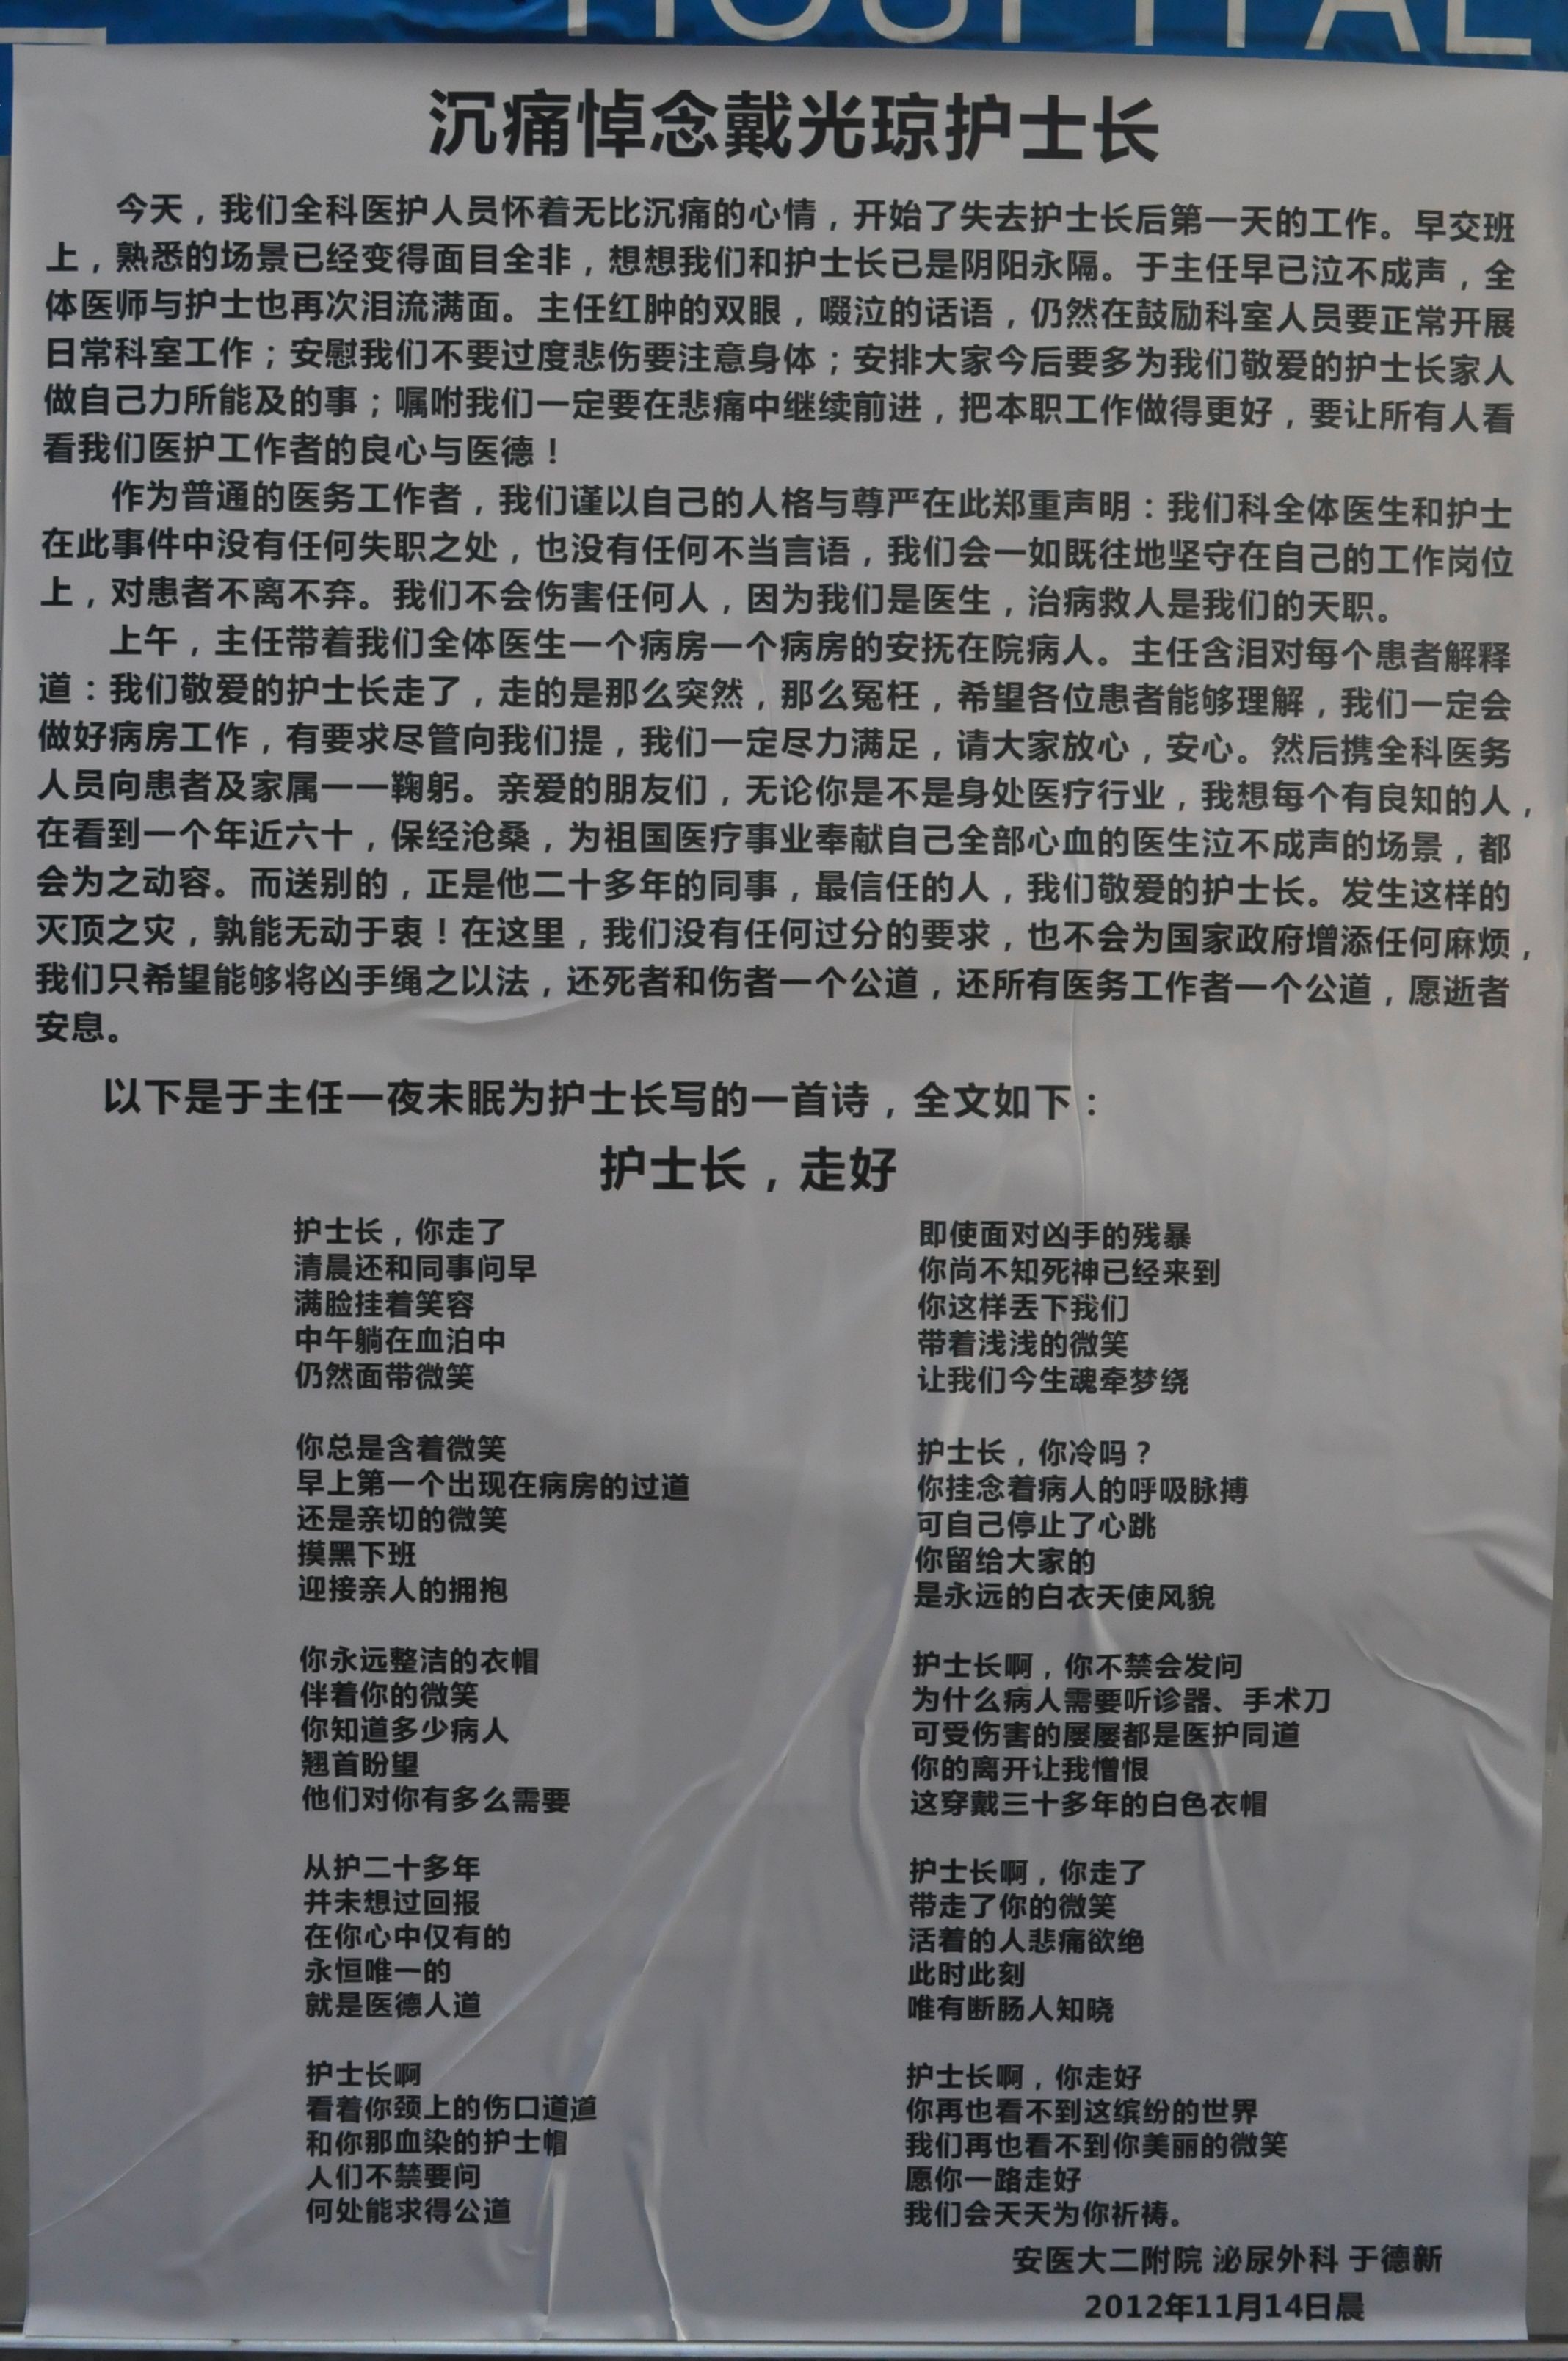 HOSPITAL
沉痛悼念戴光琼护士长
今天，我们全科医护人员怀着无比沉痛的心情，开始了失去护士长后第一天的工作。早交班
上，熟悉的场景已经变得面目全非，想想我们和护士长已是阴阳永隔。于主任早已泣不成声，全
体医师与护士也再次泪流满面。主任红肿的双眼，啜泣的话语，仍然在鼓励科室人员要正常开展
日常科室工作；安慰我们不要过度悲伤要注意身体；安排大家今后要多为我们敬爱的护士长家人
做自己力所能及的事；嘱咐我们一定要在悲痛中继续前进，把本职工作做得更好，要让所有人看
看我们医护工作者的良心与医德！
作为普通的医务工作者，我们谨以自己的人格与尊严在此郑重声明：我们科全体医生和护士
在此事件中没有任何失职之处，也没有任何不当言语，我们会一如既往地坚守在自己的工作岗位
上，对患者不离不弃。我们不会伤害任何人，因为我们是医生，治病救人是我们的天职。
上午，主任带着我们全体医生一个病房一个病房的安抚在院病人。主任含泪对每个患者解释
道：我们敬爱的护士长走了，走的是那么突然，那么冤枉，希望各位患者能够理解，我们一定会
做好病房工作，有要求尽管向我们提，我们一定尽力满足，请大家放心，安心。然后携全科医务
人员向患者及家属一一鞠躬。亲爱的朋友们，无论你是不是身处医疗行业，我想每个有良知的人，
在看到一个年近六十，保经沧桑，为祖国医疗事业奉献自己全部心血的医生泣不成声的场景，都
会为之动容。而送别的，正是他二十多年的同事，最信任的人，我们敬爱的护士长。发生这样的
灭顶之灾，孰能无动于衷！在这里，我们没有任何过分的要求，也不会为国家政府增添任何麻烦，
我们只希望能够将凶手绳之以法，还死者和伤者一个公道，还所有医务工作者一个公道，愿逝者
安息。
以下是于主任一夜未眠为护士长写的一首诗，全文如下：
护士长，走好
护士长，你走了
清晨还和同事问早
满脸挂着笑容
中午躺在血泊中
仍然面带微笑
你总是含着微笑
早上第一个出现在病房的过道
还是亲切的微笑
摸黑下班
迎接亲人的拥抱
你永远整洁的衣帽
伴着你的微笑
你知道多少病人
翘首盼望
他们对你有多么需要
从护二十多年
并未想过回报
在你心中仅有的
永恒唯一的
就是医德人道
护士长啊
看着你颈上的伤口道道
和你那血染的护士帽
人们不禁要问
何处能求得公道
即使面对凶手的残暴
你尚不知死神已经来到
你这样丢下我们
带着浅浅的微笑
让我们今生魂牵梦绕
护士长，你冷吗？
你挂念着病人的呼吸脉搏
可自己停止了心跳
你留给大家的
是永远的白衣天使风貌
护士长啊，你不禁会发问
为什么病人需要听诊器、手术刀
可受伤害的屡屡都是医护同道
你的离开让我憎恨
这穿戴三十多年的白色衣帽
护士长啊，你走了
带走了你的微笑
活着的人悲痛欲绝
此时此刻
唯有断肠人知晓
护士长啊，你走好
你再也看不到这缤纷的世界
我们再也看不到你美丽的微笑
愿你一路走好
我们会天天为你祈祷。
安医大二附院 泌尿外科 于德新
2012年11月14日晨